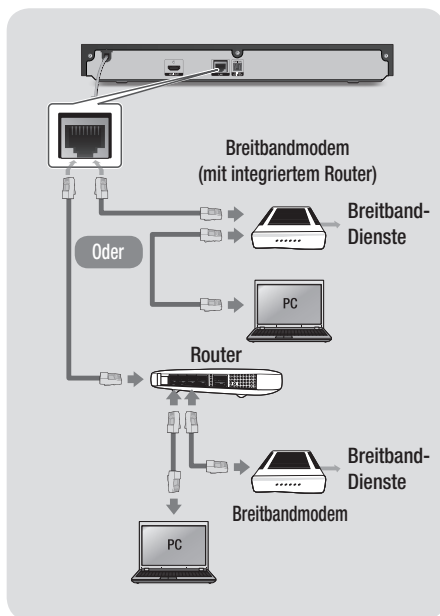 Breitbandmodem
(mit integriertem Router)
Breitband-
Dienste
Oder
PC
Router
Breitband-
Dienste
Breitbandmodem
PC